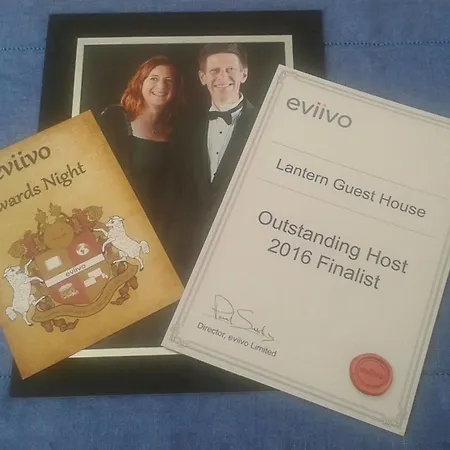 eviivo
Awards Night
eviivo
eviivo
Lantern Guest House
Outstanding Host
2016 Finalist
Director, eviivo Limited